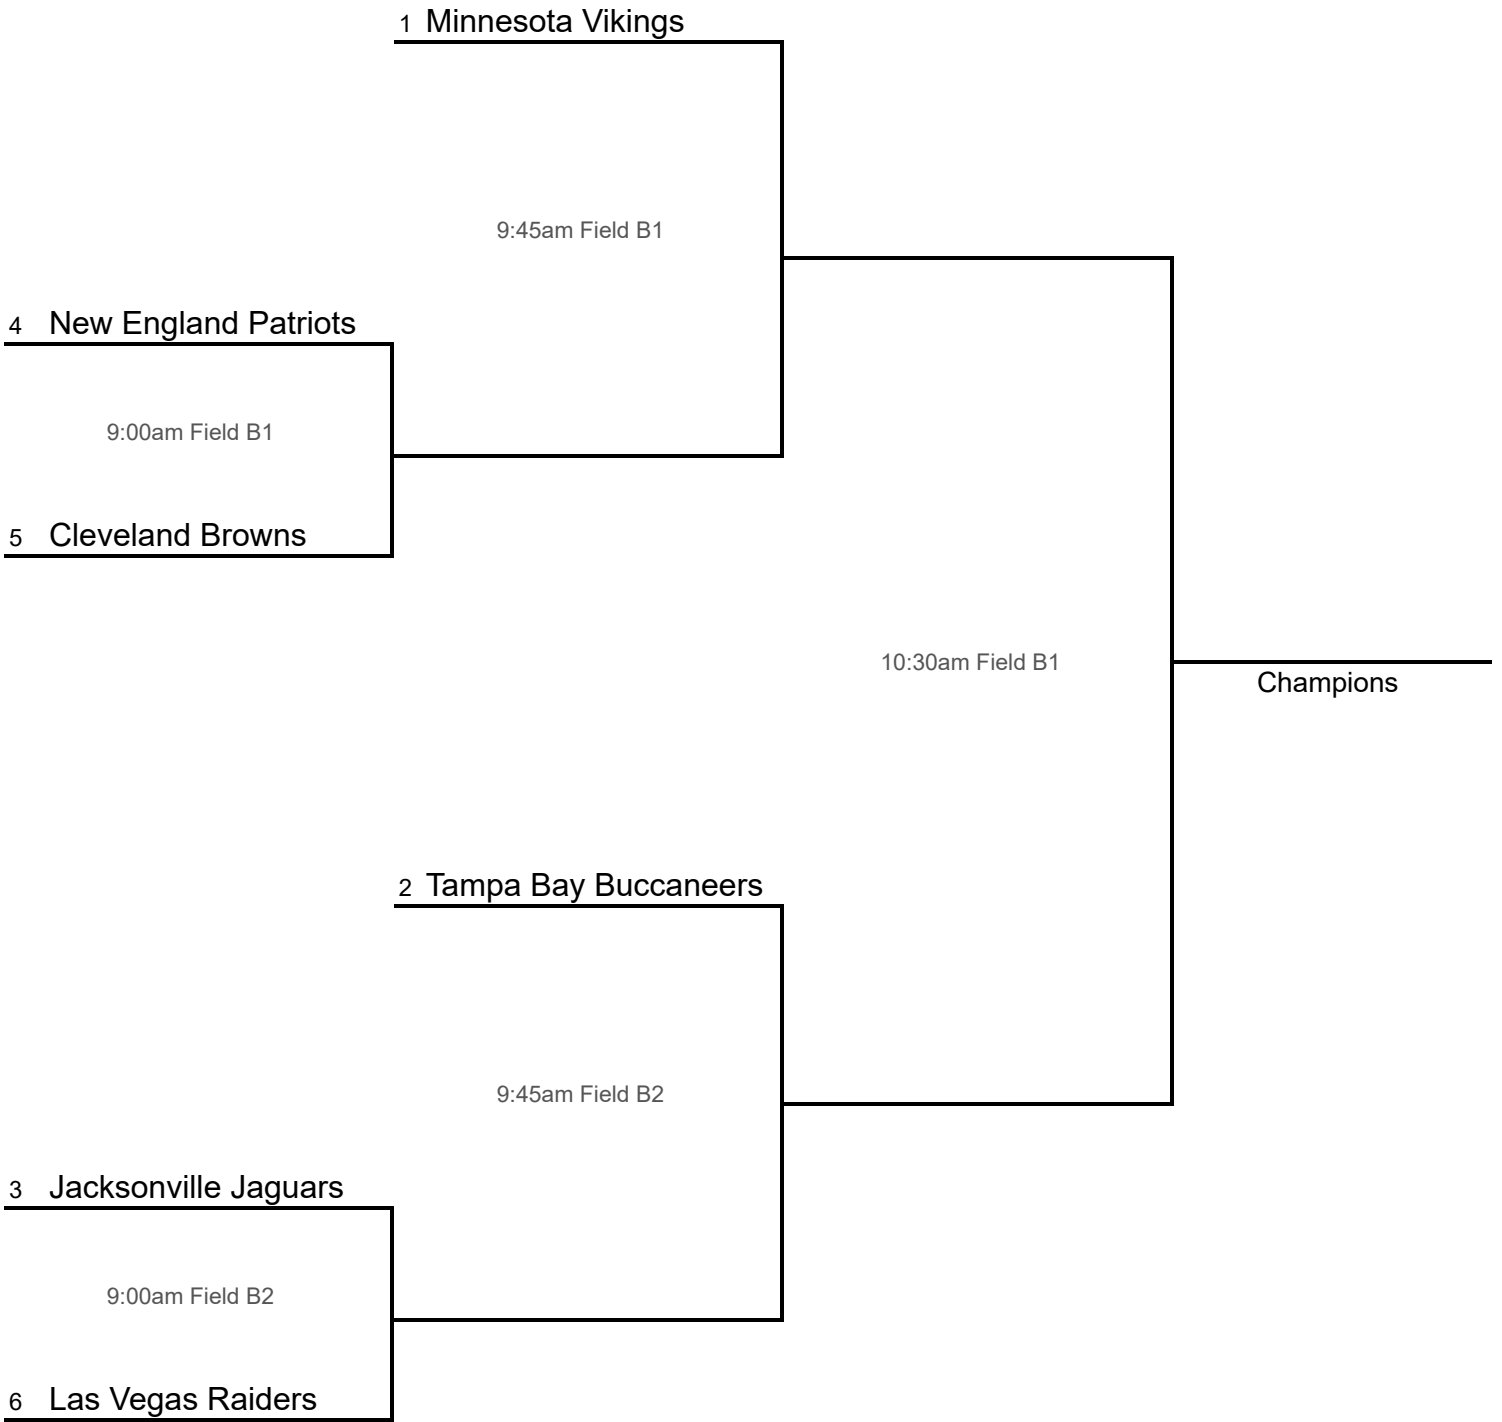 1 Minnesota Vikings
9:45am Field B1
4 New England Patriots
9:00am Field B1
5 Cleveland Browns
10:30am Field B1
Champions
2 Tampa Bay Buccaneers
9:45am Field B2
3 Jacksonville Jaguars
9:00am Field B2
6 Las Vegas Raiders